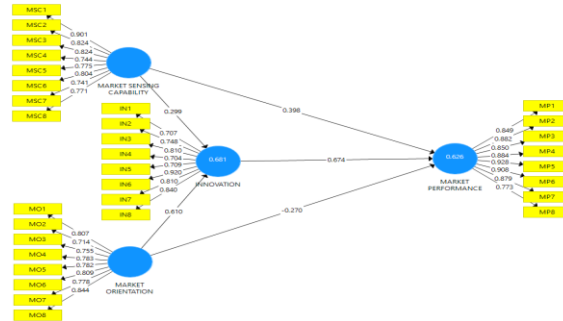 MSC1
MSC2
MSC3
MSC4
MSC5
MSC6
MSC7
MSC8
0.901
0.824
0.824
0.744
0.775
0.804
0.741
0.771
MARKET SENSING
CAPABILITY
0.299
0.398
IN1
IN2
IN3
IN4
IN5
IN6
IN7
IN8
0.707
0.748
0.810
0.704
0.709
0.920
0.810
0.840
0.681
INNOVATION
0.674
0.610
-0.270
MO1
MO2
MO3
MO4
MO5
MO6
MO7
MO8
0.807
0.714
0.755
0.783
0.782
0.809
0.778
0.844
MARKET
ORIENTATION
0.626
MARKET
PERFORMANCE
0.849
0.882
0.850
0.884
0.928
0.908
0.879
0.773
MP1
MP2
MP3
MP4
MP5
MP6
MP7
MP8